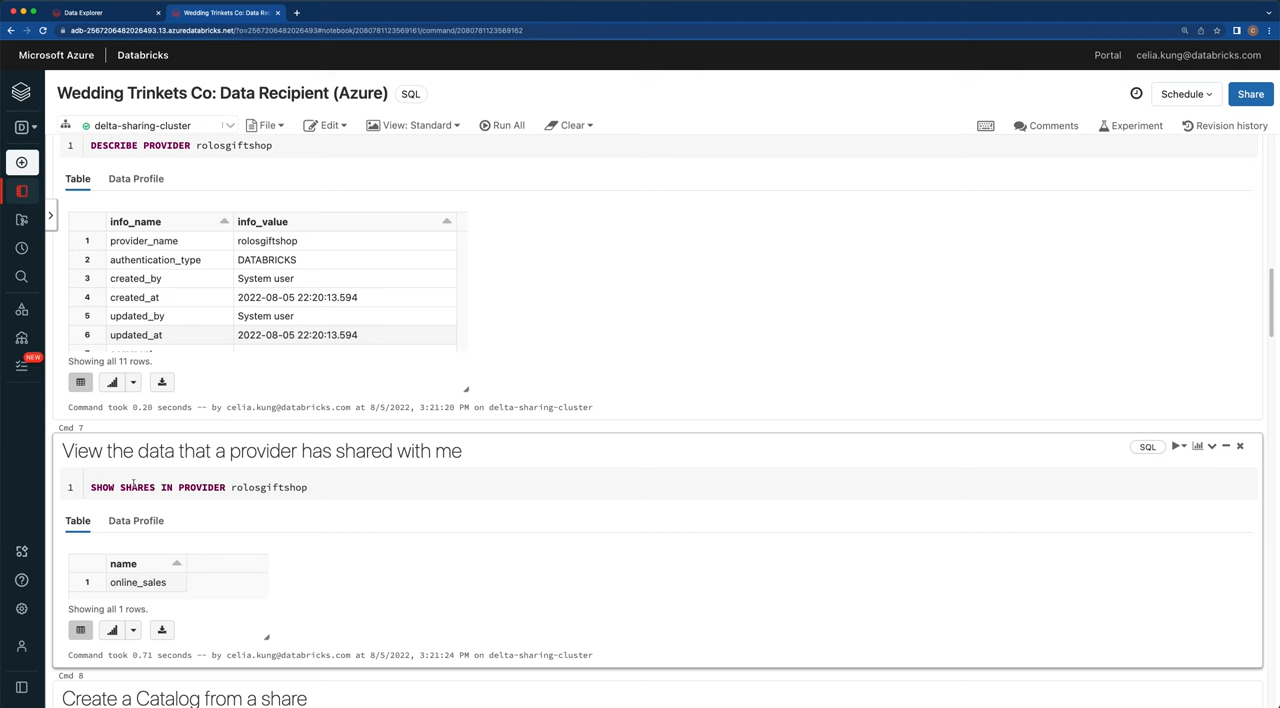 Data Explorer
Wedding Trinkets Co: Data Rec
adb-2567206482026493.13.azuredatabricks.net/?o=2567206482026493#notebook/2080781123569161/command/2080781123569162
Microsoft Azure
Databricks
Portal
celia.kung@databricks.com
Wedding Trinkets Co: Data Recipient (Azure)
SQL
Schedule
Share
D
delta-sharing-cluster
File
Edit
View: Standard
Run All
Clear
Comments
Experiment
Revision history
1 DESCRIBE PROVIDER rolosgiftshop
Table
Data Profile
info_name info_value
1 provider_name rolosgiftshop
2 authentication_type DATABRICKS
3 created_by System user
4 created_at 2022-08-05 22:20:13.594
5 updated_by System user
6 updated_at 2022-08-05 22:20:13.594
Showing all 11 rows.
Command took 0.20 seconds -- by celia.kung@databricks.com at 8/5/2022, 3:21:20 PM on delta-sharing-cluster
NEW
Cmd 7
View the data that a provider has shared with me
SQL
1 SHOW SHARES IN PROVIDER rolosgiftshop
Table
Data Profile
name
1 online_sales
Showing all 1 rows.
Command took 0.71 seconds -- by celia.kung@databricks.com at 8/5/2022, 3:21:24 PM on delta-sharing-cluster
Cmd 8
Create a Catalog from a share